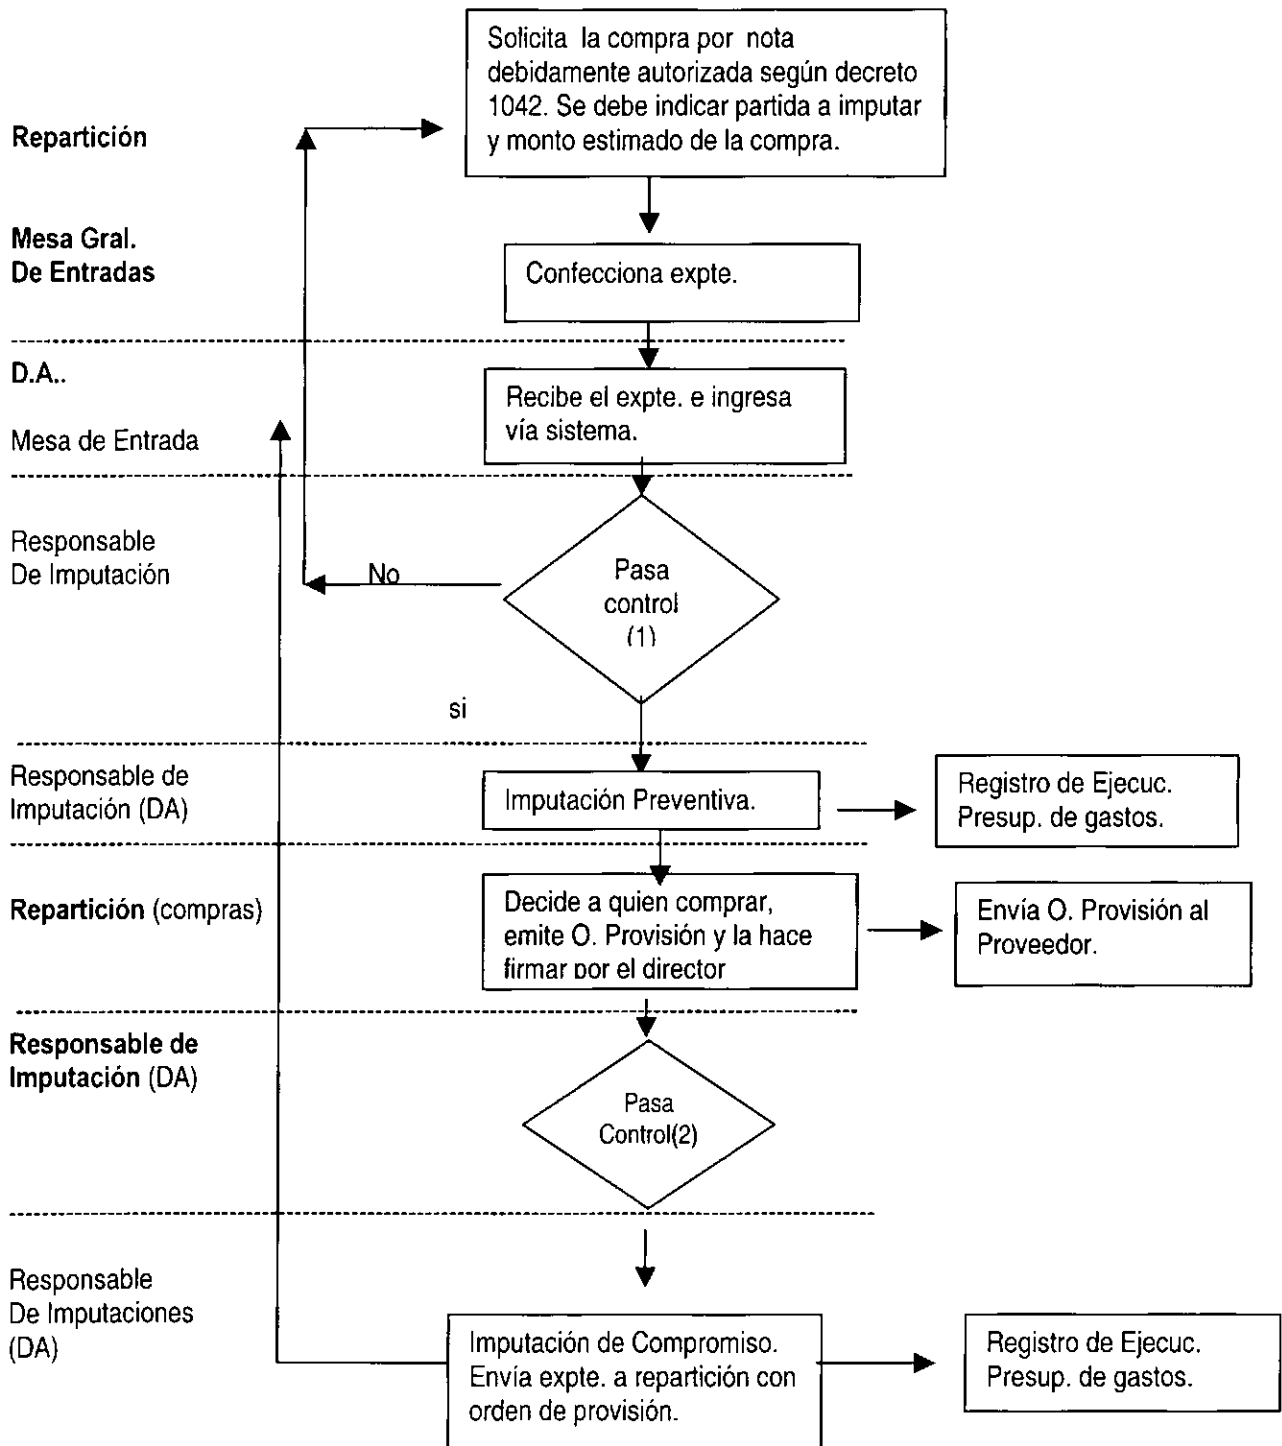 Solicita la compra por nota
debidamente autorizada según decreto
1042. Se debe indicar partida a imputar
y monto estimado de la compra.
Repartición
Mesa Gral.
De Entradas
Confecciona expte.
D.A..
Mesa de Entrada
Recibe el expte. e ingresa
vía sistema.
Responsable
De Imputación
No
Pasa
control
(1)
si
Responsable de
Imputación (DA)
Imputación Preventiva.
Registro de Ejecuc.
Presup. de gastos.
Repartición (compras)
Decide a quien comprar,
emite O. Provisión y la hace
firmar por el director
Envía O. Provisión al
Proveedor.
Responsable de
Imputación (DA)
Pasa
Control(2)
Responsable
De Imputaciones
(DA)
Imputación de Compromiso.
Envía expte. a repartición con
orden de provisión.
Registro de Ejecuc.
Presup. de gastos.